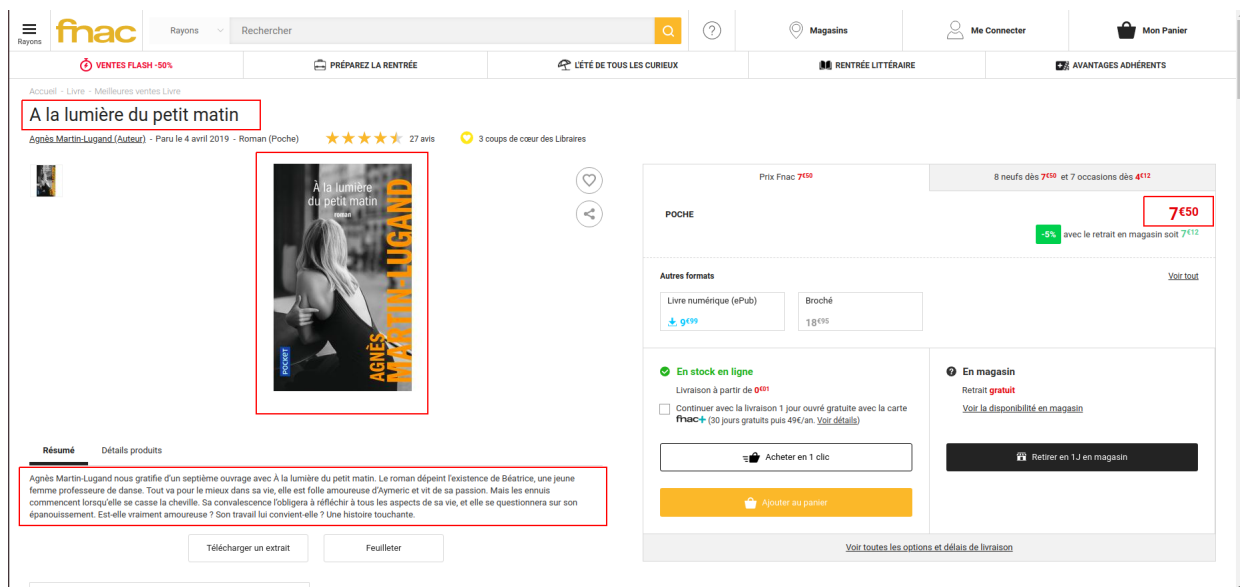 Rayons
fnac
Rayons
Rechercher
?
Magasins
Me Connecter
Mon Panier
VENTES FLASH -50%
PRÉPAREZ LA RENTRÉE
L'ÉTÉ DE TOUS LES CURIEUX
RENTRÉE LITTÉRAIRE
AVANTAGES ADHÉRENTS
Accueil - Livre - Meilleures ventes Livre
A la lumière du petit matin
Agnès Martin-Lugand (Auteur) - Paru le 4 avril 2019 - Roman (Poche)
27 avis
3 coups de cœur des Libraires
À la lumière
du petit matin
roman
AGNÈS
MARTIN-LUGAND
POCKET
Prix Fnac 7€50
8 neufs dès 7€50 et 7 occasions dès 4€12
POCHE
7€50
-5% avec le retrait en magasin soit 7€12
Autres formats
Voir tout
Livre numérique (ePub)
9€99
Broché
18€95
En stock en ligne
Livraison à partir de 0€01
Continuer avec la livraison 1 jour ouvré gratuite avec la carte
fnac+ (30 jours gratuits puis 49€/an. Voir détails)
Acheter en 1 clic
Ajouter au panier
? En magasin
Retrait gratuit
Voir la disponibilité en magasin
Retirer en 1J en magasin
Voir toutes les options et délais de livraison
Résumé
Détails produits
Agnès Martin-Lugand nous gratifie d'un septième ouvrage avec À la lumière du petit matin. Le roman dépeint l'existence de Béatrice, une jeune
femme professeure de danse. Tout va pour le mieux dans sa vie, elle est folle amoureuse d'Aymeric et vit de sa passion. Mais les ennuis
commencent lorsqu'elle se casse la cheville. Sa convalescence l'obligera à réfléchir à tous les aspects de sa vie, et elle se questionnera sur son
épanouissement. Est-elle vraiment amoureuse ? Son travail lui convient-elle ? Une histoire touchante.
Télécharger un extrait
Feuilleter